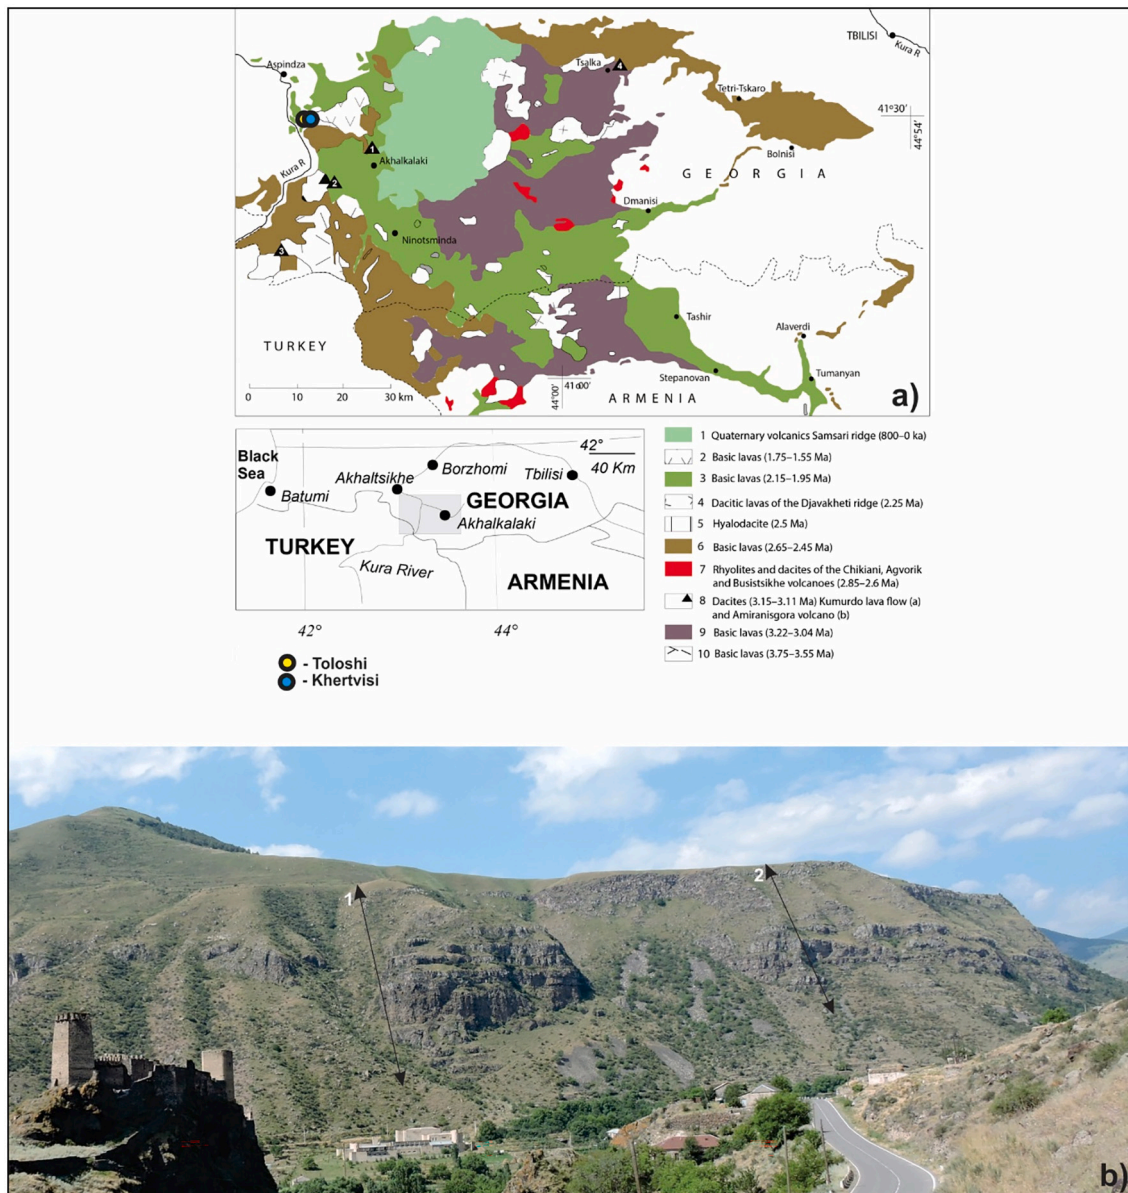 TBILISI
Kura R
Aspindza
Tsalka
4
Tetri-Tskaro
41°30'
44°54'
Bolnisi
1
Akhalkalaki
GEORGIA
Kura R
2
Dmanisi
Ninotsminda
3
Tashir
Alaverdi
TURKEY
Stepanovan
Tumanyan
41°00'
44°00'
ARMENIA
a)
0 10 20 30 km
Black
Sea
42°
40 Km
Borzhomi
Tbilisi
Akhaltsikhe
Batumi
GEORGIA
Akhalkalaki
TURKEY
Kura River
ARMENIA
42° 44°
- Toloshi
- Khertvisi
1 Quaternary volcanics Samsari ridge (800–0 ka)
2 Basic lavas (1.75–1.55 Ma)
3 Basic lavas (2.15–1.95 Ma)
4 Dacitic lavas of the Djavakheti ridge (2.25 Ma)
5 Hyalodacite (2.5 Ma)
6 Basic lavas (2.65–2.45 Ma)
7 Rhyolites and dacites of the Chikiani, Agvorik
and Busistsikhe volcanoes (2.85–2.6 Ma)
8 Dacites (3.15–3.11 Ma) Kumurdo lava flow (a)
and Amiranisgora volcano (b)
9 Basic lavas (3.22–3.04 Ma)
10 Basic lavas (3.75–3.55 Ma)
1
2
b)